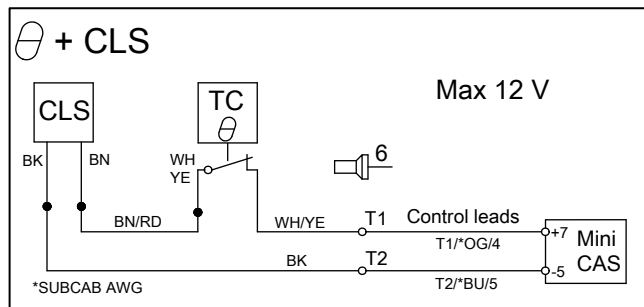 + CLS
CLS
TC
Max 12 V
BK
BN
WH
YE
6
BN/RD
WH/YE
T1
Control leads
T1/*OG/4
+7
Mini
CAS
BK
T2
-5
*SUBCAB AWG
T2/*BU/5